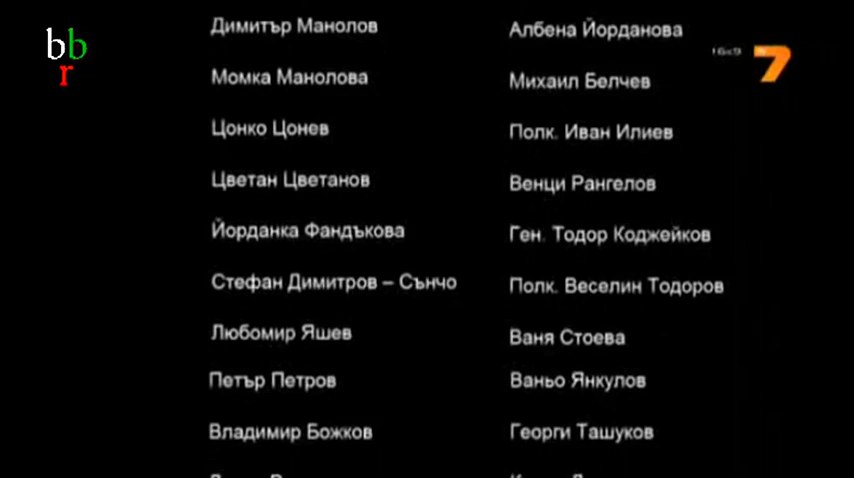 bb
r
16x9
7
Димитър Манолов
Момка Манолова
Цонко Цонев
Цветан Цветанов
Йорданка Фандъкова
Стефан Димитров – Сънчо
Любомир Яшев
Петър Петров
Владимир Божков
Албена Йорданова
Михаил Белчев
Полк. Иван Илиев
Венци Рангелов
Ген. Тодор Коджейков
Полк. Веселин Тодоров
Ваня Стоева
Ваньо Янкулов
Георги Ташуков